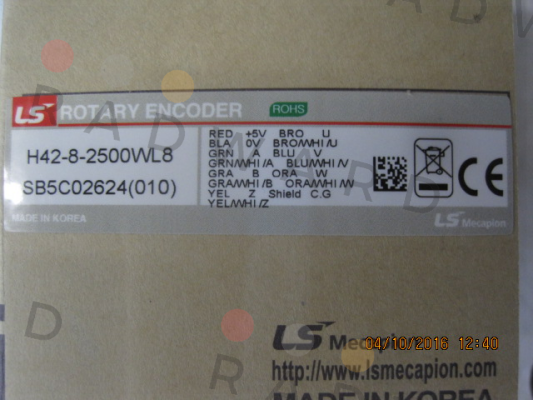 LS ROTARY ENCODER ROHS
H42-8-2500WL8
SB5C02624(010)
RED +5V BRO U
BLA 0V BRO/WHI /U
GRN A BLU V
GRN/WHI/A BLU/WHI/V
GRA B ORA W
GRA/WHI/B ORA/WHI/W
YEL Z Shield C.G
YEL/WHI /Z
MADE IN KOREA
CE
LS Mecapion
RADWARD
LS Mecapion
04/10/2016 12:40
http://www.lsmecapion.com
MADE IN KOREA